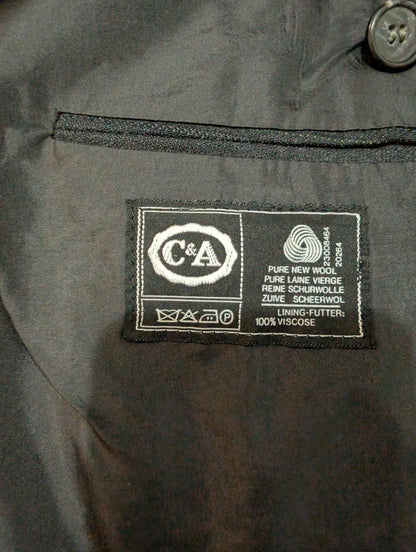 C&A
23008464
20264
PURE NEW WOOL
PURE LAINE VIERGE
REINE SCHURWOLLE
ZUIVE SCHEERWOL
LINING-FUTTER:
100% VISCOSE
P